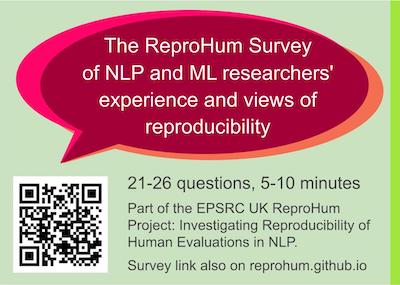 The ReproHum Survey
of NLP and ML researchers'
experience and views of
reproducibility
21-26 questions, 5-10 minutes
Part of the EPSRC UK ReproHum
Project: Investigating Reproducibility of
Human Evaluations in NLP.
Survey link also on reprohum.github.io